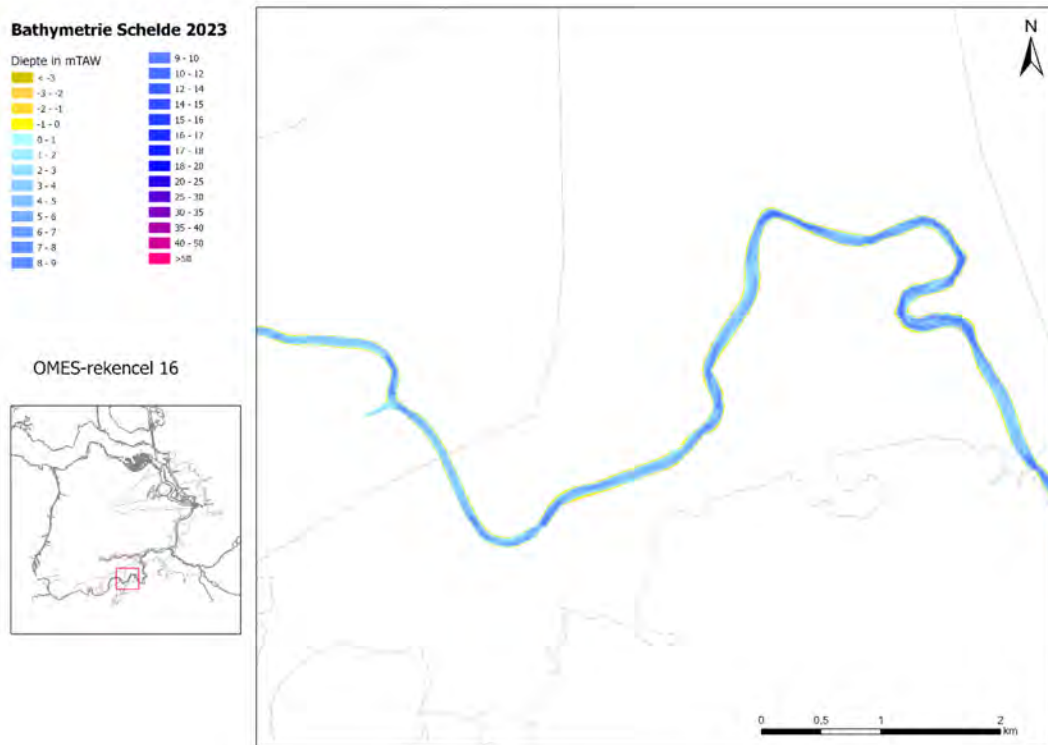 Bathymetrie Schelde 2023
Diepte in mTAW
< -3
-3 - -2
-2 - -1
-1 - 0
0 - 1
1 - 2
2 - 3
3 - 4
4 - 5
5 - 6
6 - 7
7 - 8
8 - 9
9 - 10
10 - 12
12 - 14
14 - 15
15 - 16
16 - 17
17 - 18
18 - 20
20 - 25
25 - 30
30 - 35
35 - 40
40 - 50
>50
OMES-rekencel 16
N
0 0.5 1 2
km